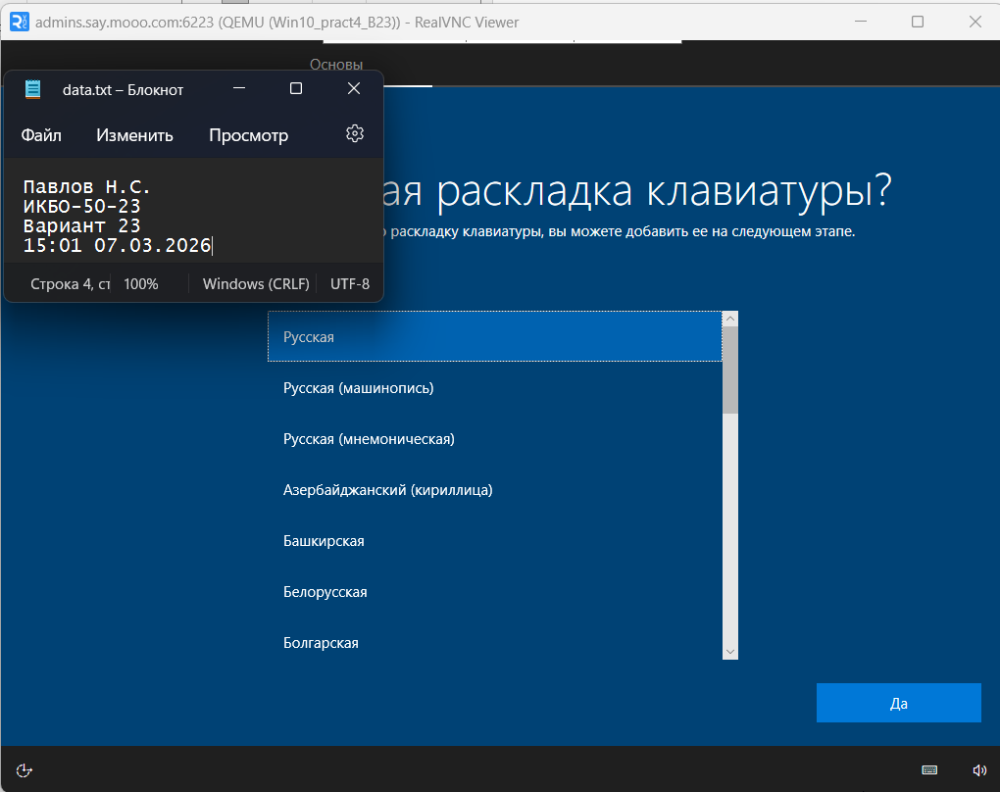 admins.say.mooo.com:6223 (QEMU (Win10_pract4_B23)) - RealVNC Viewer
Основы
data.txt – Блокнот
Файл Изменить Просмотр
Павлов Н.С.
ИКБО-50-23
Вариант 23
15:01 07.03.2026
Строка 4, ст 100% Windows (CRLF) UTF-8
ая раскладка клавиатуры?
раскладку клавиатуры, вы можете добавить ее на следующем этапе.
Русская
Русская (машинопись)
Русская (мнемоническая)
Азербайджанский (кириллица)
Башкирская
Белорусская
Болгарская
Да